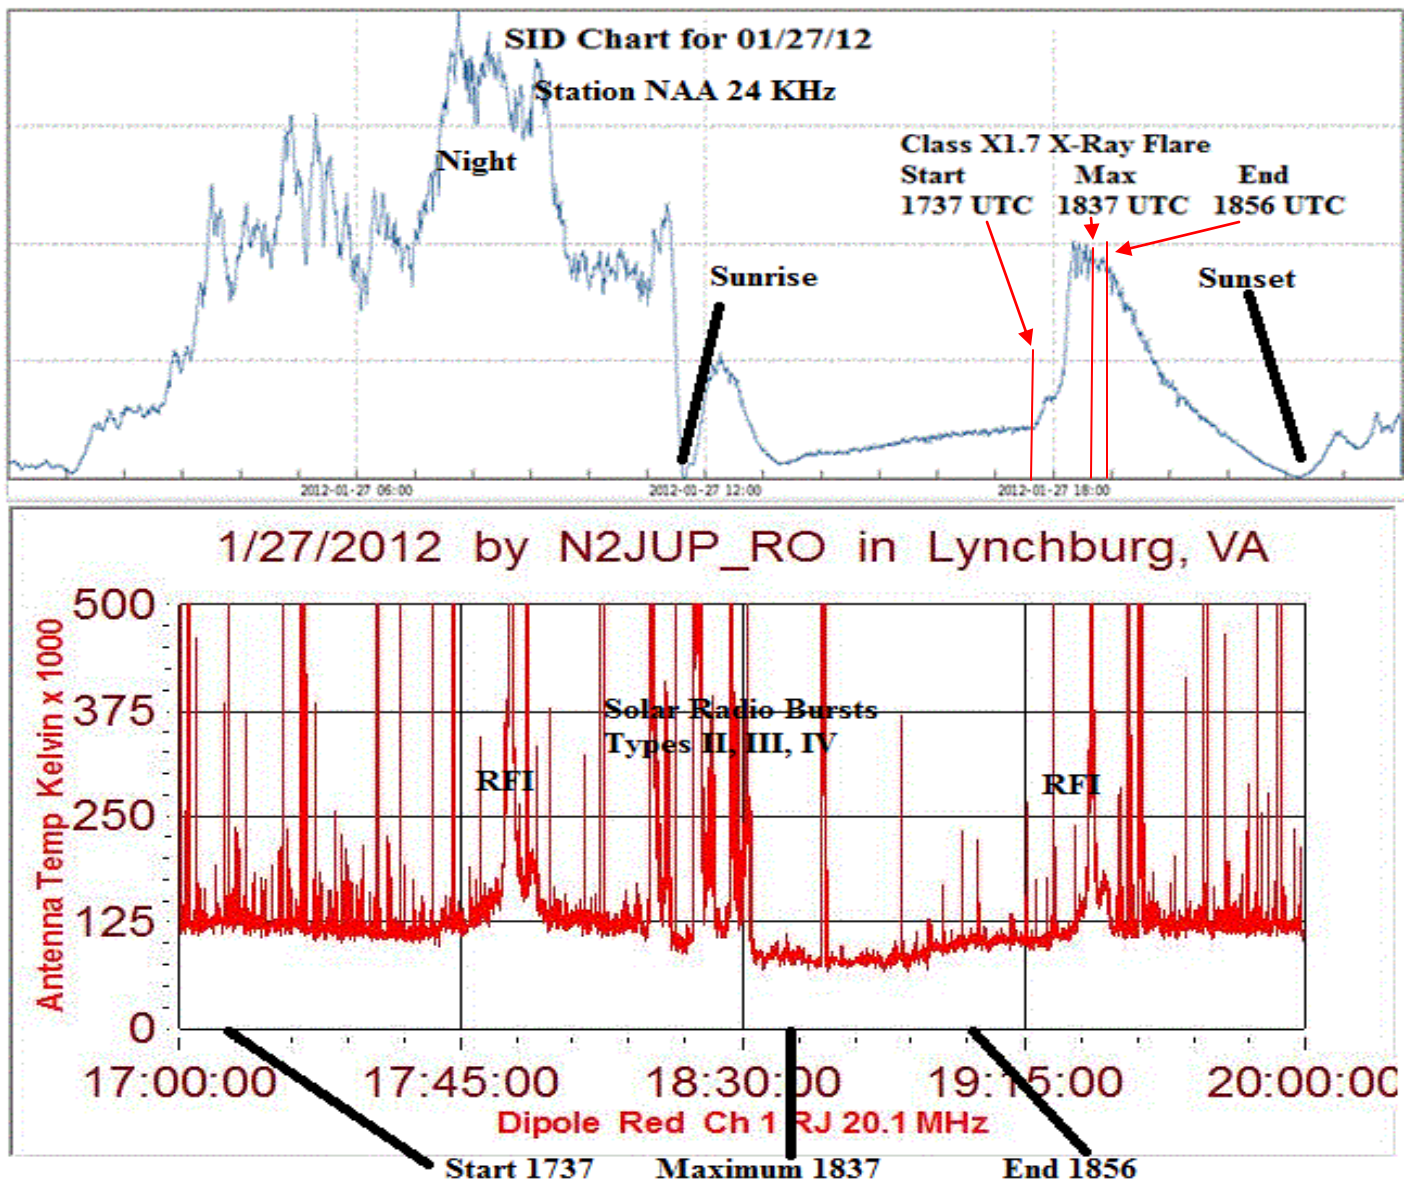 SID Chart for 01/27/12
Station NAA 24 KHz
Night
Class X1.7 X-Ray Flare
Start Max End
1737 UTC 1837 UTC 1856 UTC
Sunrise
Sunset
2012-01-27 06:00 2012-01-27 12:00 2012-01-27 18:00
1/27/2012 by N2JUP_RO in Lynchburg, VA
Antenna Temp Kelvin x 1000
500
375
250
125
0
Solar Radio Bursts
Types II, III, IV
RFI
RFI
17:00:00 17:45:00 18:30:00 19:15:00 20:00:00
Dipole Red Ch 1 RJ 20.1 MHz
Start 1737 Maximum 1837 End 1856